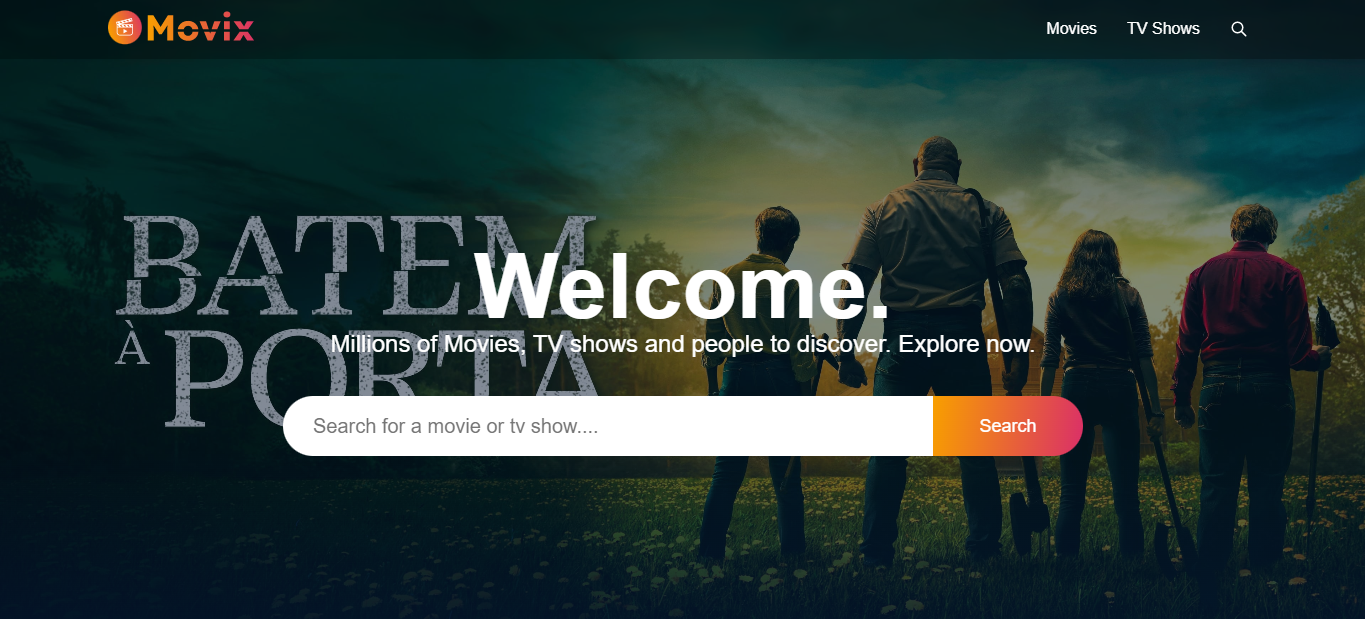 Movix
Movies
TV Shows
BATEM
À
PORTA
Welcome.
Millions of Movies, TV shows and people to discover. Explore now.
Search for a movie or tv show....
Search